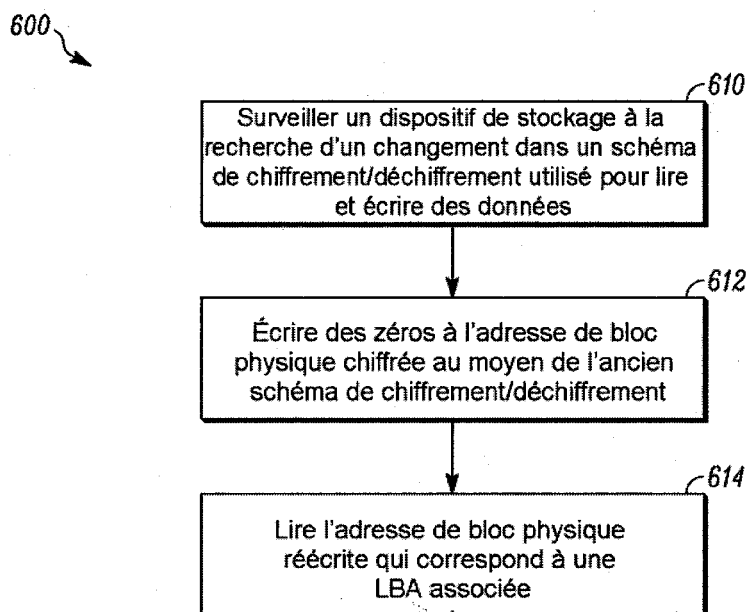 600
610
Surveiller un dispositif de stockage à la
recherche d'un changement dans un schéma
de chiffrement/déchiffrement utilisé pour lire
et écrire des données
612
Écrire des zéros à l'adresse de bloc
physique chiffrée au moyen de l'ancien
schéma de chiffrement/déchiffrement
614
Lire l'adresse de bloc physique
réécrite qui correspond à une
LBA associée